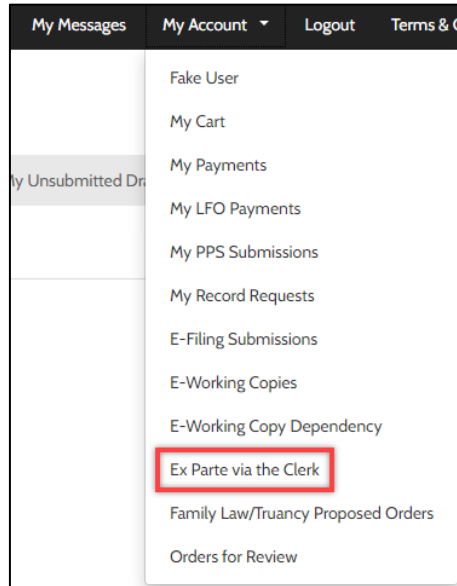 My Messages My Account Logout Terms &
Fake User
My Cart
My Payments
My Unsubmitted
My LFO Payments
My PPS Submissions
My Record Requests
E-Filing Submissions
E-Working Copies
E-Working Copy Dependency
Ex Parte via the Clerk
Family Law/Truancy Proposed Orders
Orders for Review